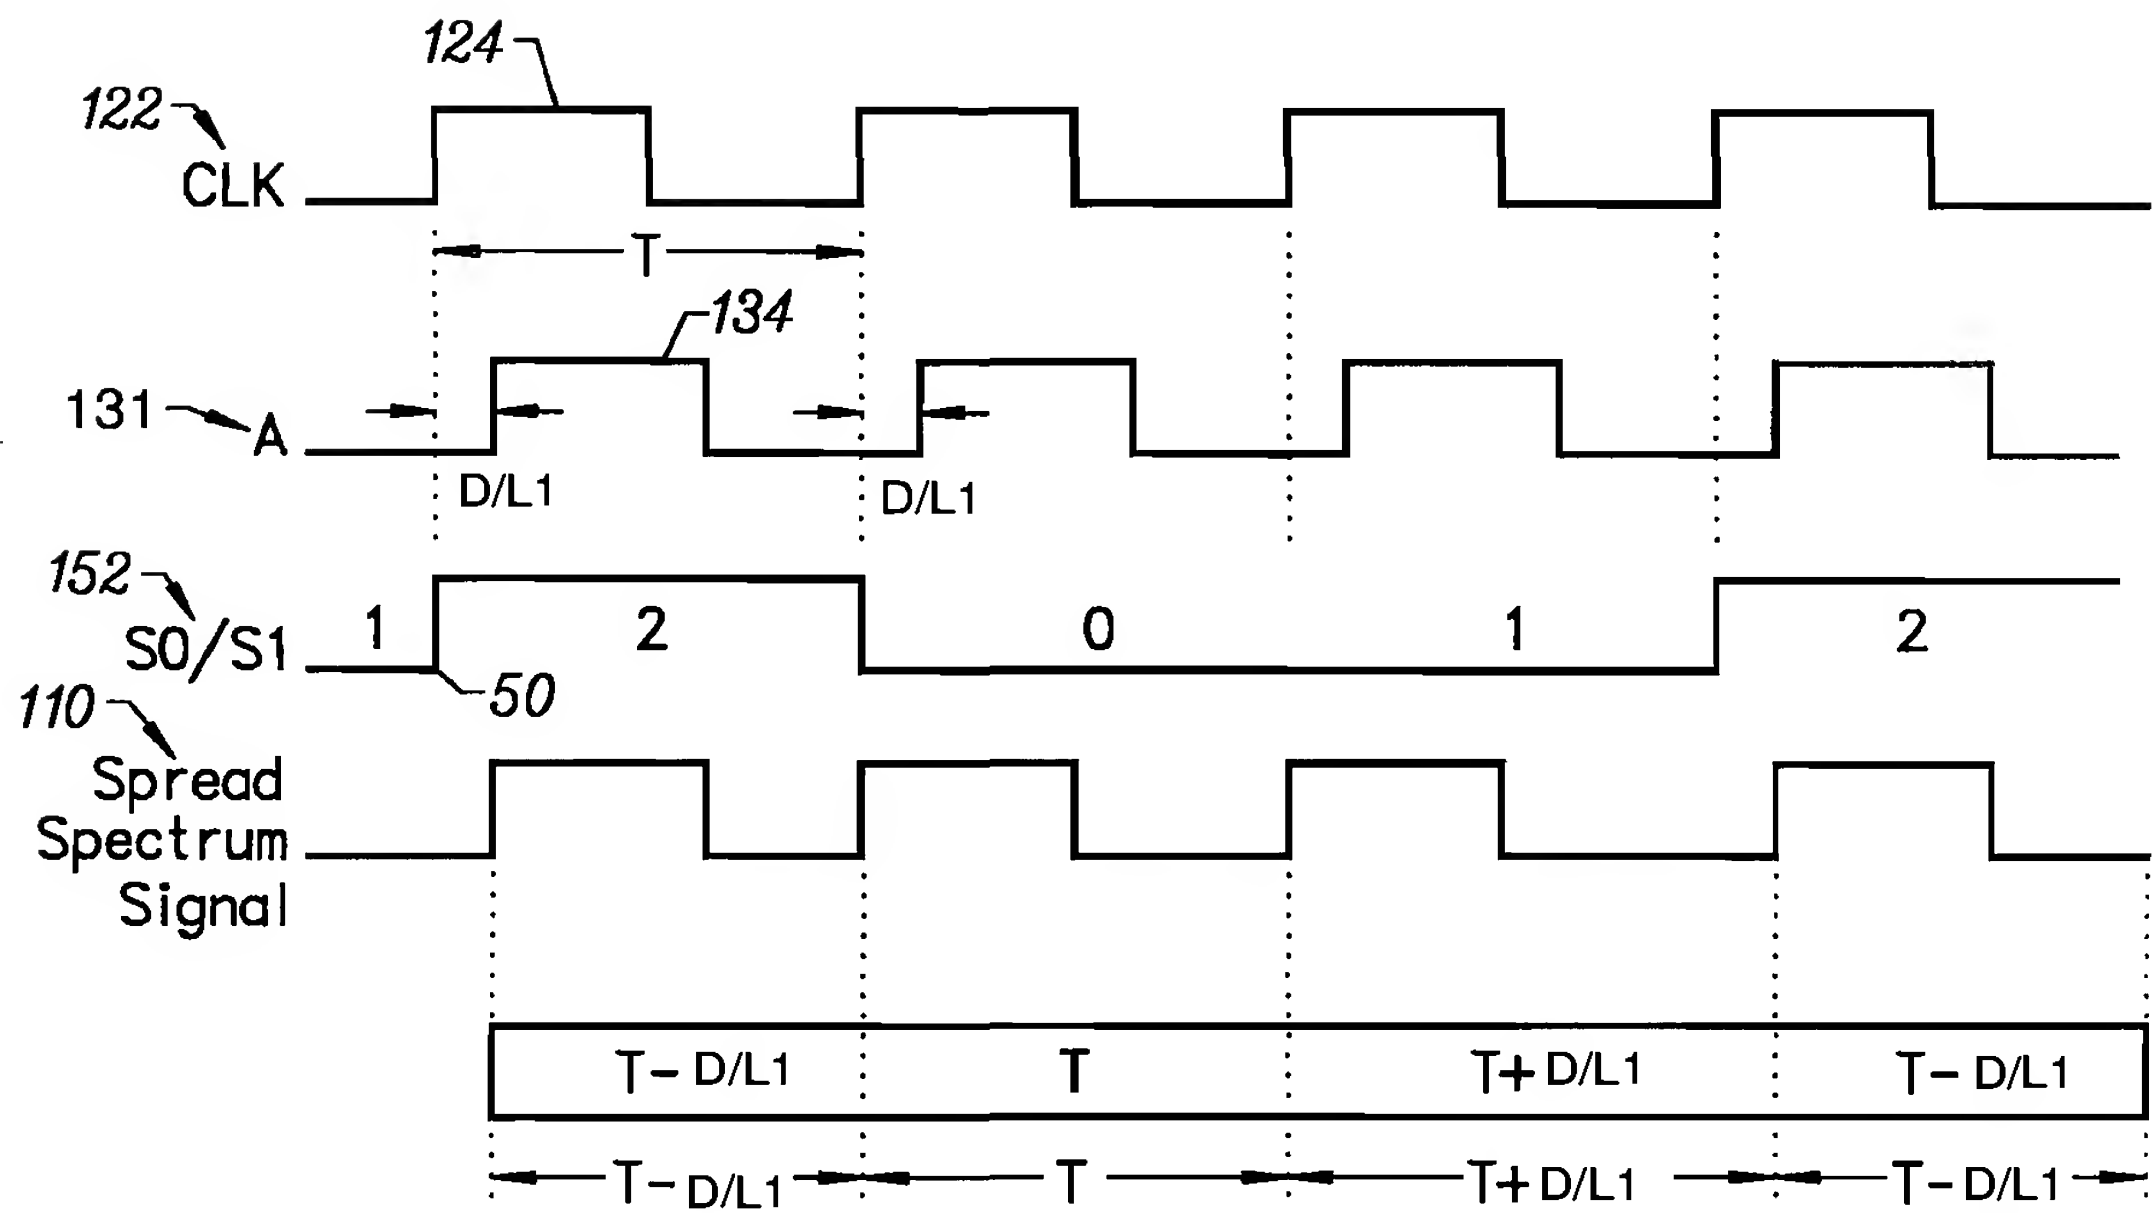 124
122
CLK
T
134
131
A
D/L1 D/L1
152
S0/S1 1 2 0 1 2
50
110
Spread
Spectrum
Signal
T- D/L1 T T+ D/L1 T- D/L1
T- D/L1 T T+ D/L1 T- D/L1